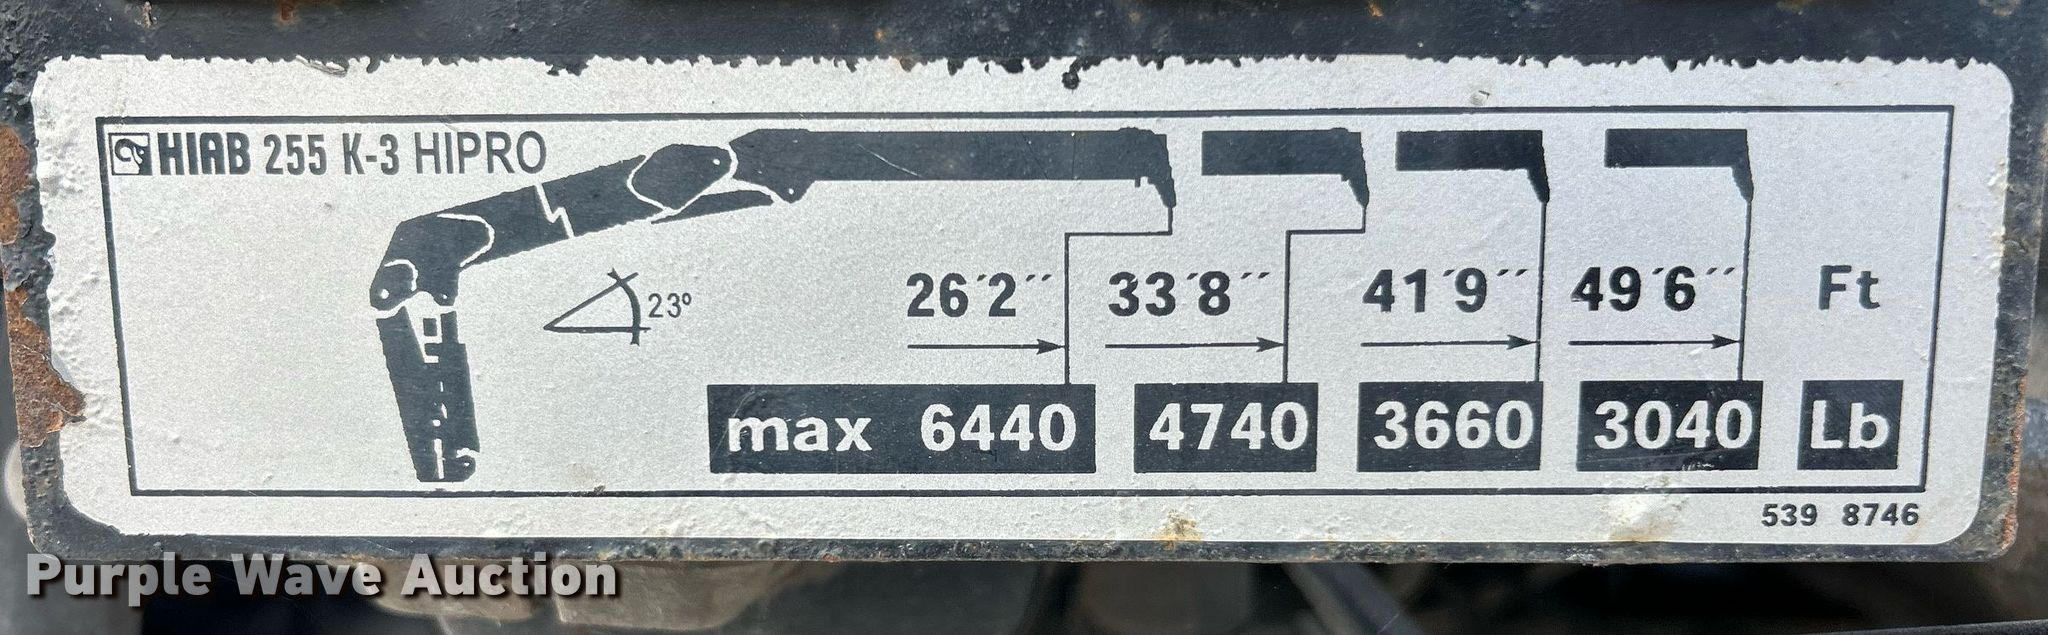 HIAB 255 K-3 HIPRO
23°
26´2´´ 33´8´´ 41´9´´ 49´6´´ Ft
max 6440 4740 3660 3040 Lb
539 8746
Purple Wave Auction